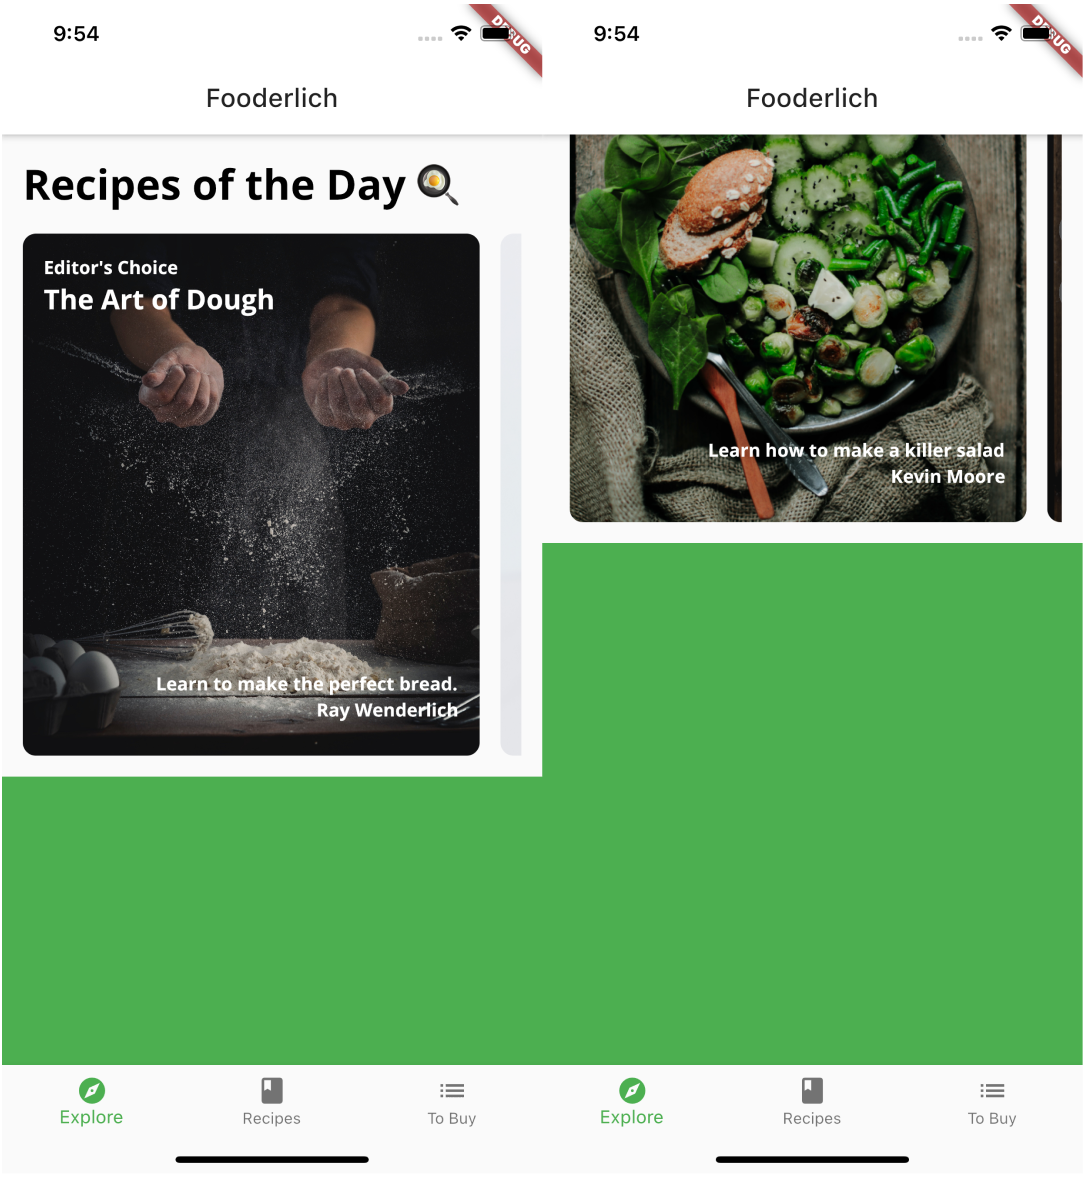 9:54
DEBUG
Fooderlich
Recipes of the Day 🍳
Editor's Choice
The Art of Dough
Learn to make the perfect bread.
Ray Wenderlich
Explore
Recipes
To Buy
9:54
DEBUG
Fooderlich
Learn how to make a killer salad
Kevin Moore
Explore
Recipes
To Buy